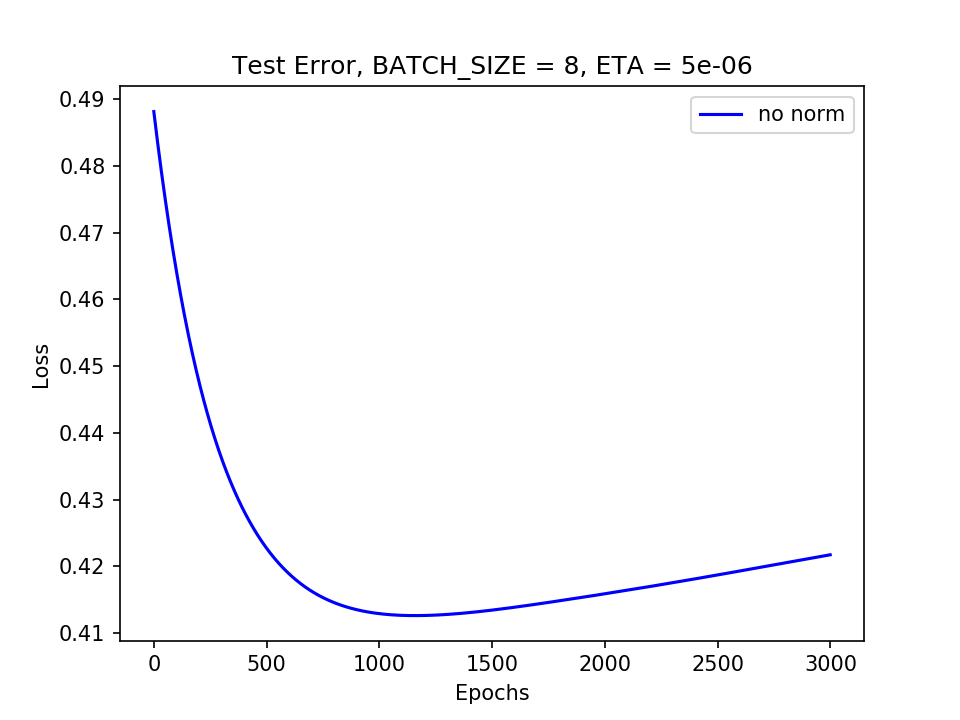 Test Error, BATCH_SIZE = 8, ETA = 5e-06
no norm
0.49
0.48
0.47
0.46
0.45
0.44
0.43
0.42
0.41
Loss
0 500 1000 1500 2000 2500 3000
Epochs